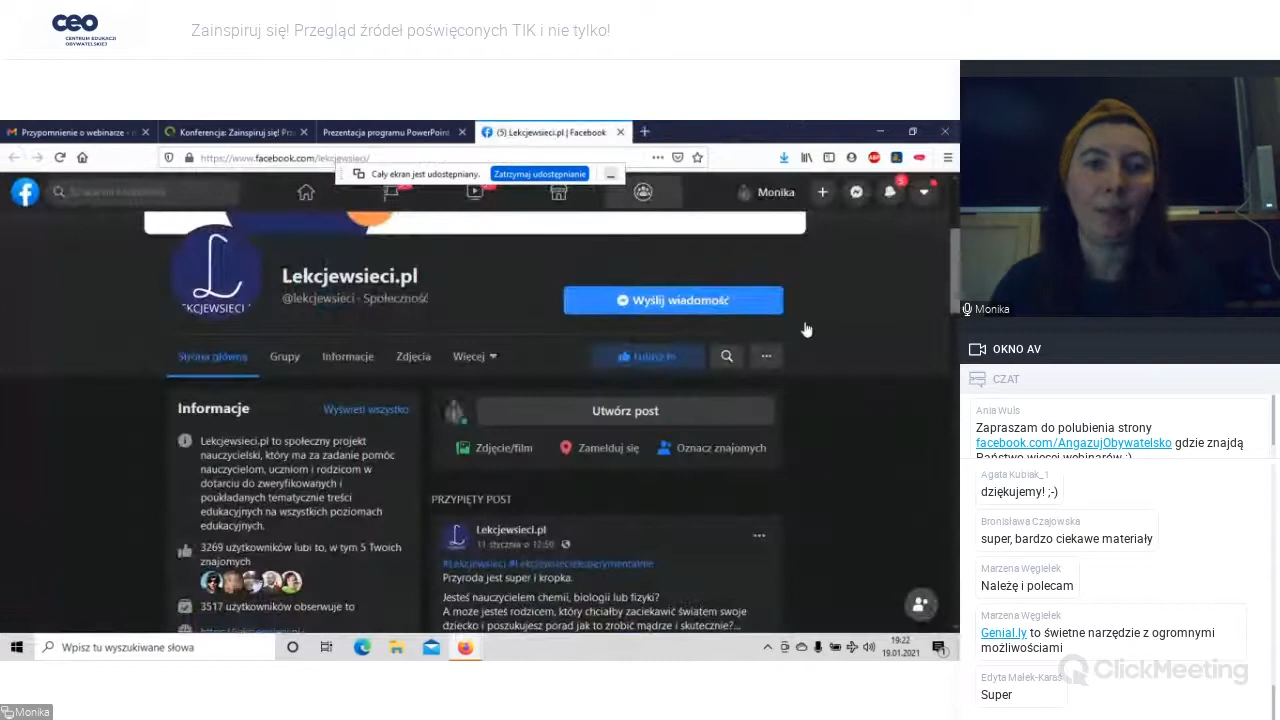 CEO
CENTRUM EDUKACJI
OBYWATELSKIEJ
Zainspiruj się! Przegląd źródeł poświęconych TIK i nie tylko!
Przypomnienie o webinarze -
Konferencja: Zainspiruj się! Prz
Prezentacja programu PowerPoint
(5) Lekcjewsieci.pl | Facebook
https://www.facebook.com/lekcjewsieci/
Cały ekran jest udostępniany.
Zatrzymaj udostępnianie
Monika
Lekcjewsieci.pl
@lekcjewsieci · Społeczność
Wyślij wiadomość
Strona główna
Grupy
Informacje
Zdjęcia
Więcej
Lubisz to
Informacje
Wyświetl wszystko
Lekcjewsieci.pl to społeczny projekt
nauczycielski, który ma za zadanie pomóc
nauczycielom, uczniom i rodzicom w
dotarciu do zweryfikowanych i
poukładanych tematycznie treści
edukacyjnych na wszystkich poziomach
edukacyjnych.
3269 użytkowników lubi to, w tym 5 Twoich
znajomych
3517 użytkowników obserwuje to
Utwórz post
Zdjęcie/film
Zamelduj się
Oznacz znajomych
PRZYPIĘTY POST
Lekcjewsieci.pl
11 stycznia o 12:50
#Lekcjewsieci #Lekcjewsiecieksperymentalnie
Przyroda jest super i kropka.
Jesteś nauczycielem chemii, biologii lub fizyki?
A może jesteś rodzicem, który chciałby zaciekawić światem swoje
dziecko i poszukujesz porad jak to zrobić mądrze i skutecznie?...
Wpisz tu wyszukiwane słowa
19:22
19.01.2021
Monika
Monika
OKNO AV
CZAT
Ania Wuls
Zapraszam do polubienia strony
facebook.com/AngazujObywatelsko gdzie znajdą
Państwo więcej webinarów :)
Agata Kubiak_1
dziękujemy! ;-)
Bronisława Czajowska
super, bardzo ciekawe materiały
Marzena Węgiełek
Należę i polecam
Marzena Węgiełek
Genial.ly to świetne narzędzie z ogromnymi
możliwościami
Edyta Małek-Karaś
Super
ClickMeeting